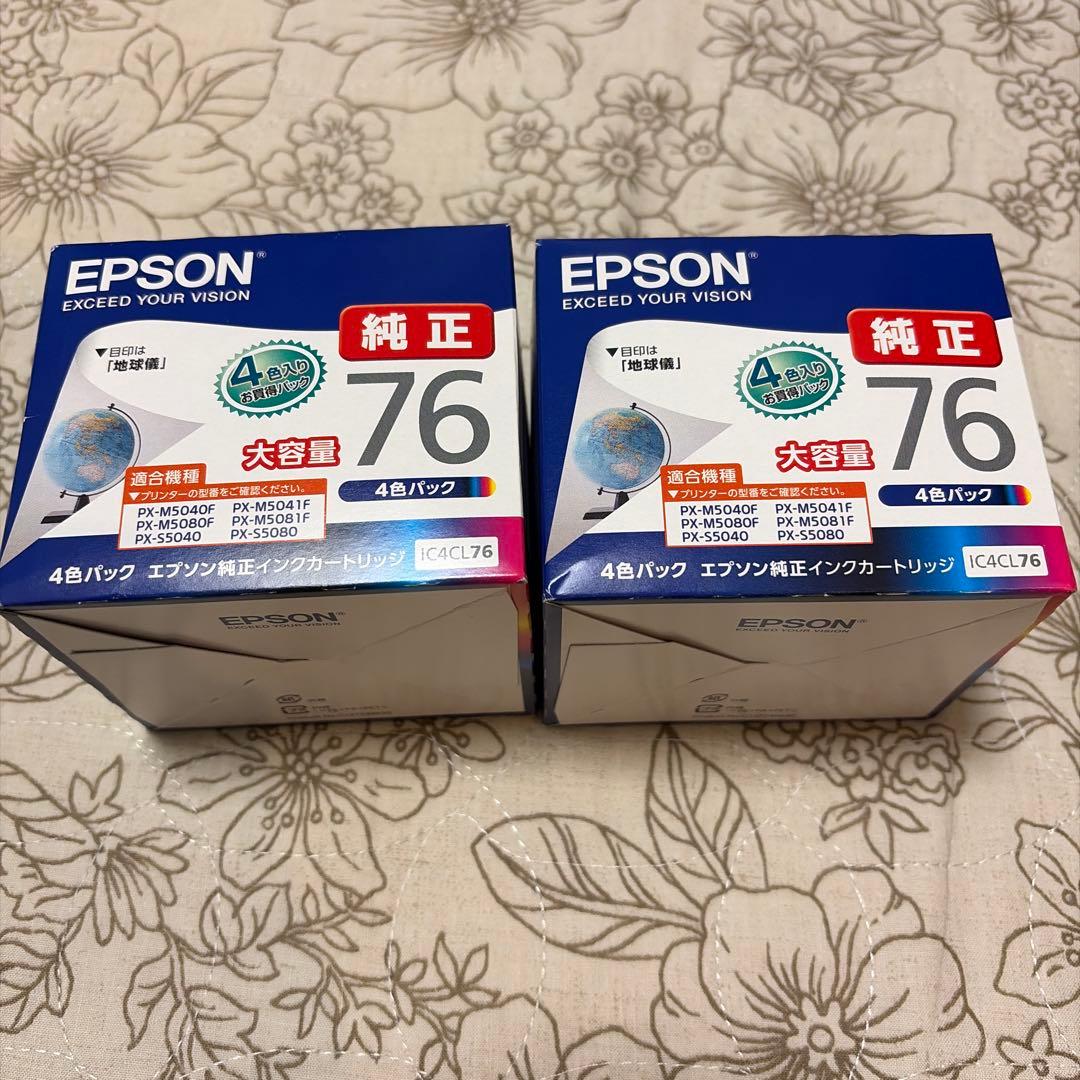 EPSON®
EXCEED YOUR VISION
純正
▼目印は
「地球儀」
4色入り
お買得パック
76
大容量
4色パック
適合機種
▼プリンターの型番をご確認ください。
PX-M5040F PX-M5041F
PX-M5080F PX-M5081F
PX-S5040 PX-S5080
4色パック エプソン純正インクカートリッジ IC4CL76
EPSON®
EXCEED YOUR VISION
EPSON®
EXCEED YOUR VISION
純正
▼目印は
「地球儀」
4色入り
お買得パック
76
大容量
4色パック
適合機種
▼プリンターの型番をご確認ください。
PX-M5040F PX-M5041F
PX-M5080F PX-M5081F
PX-S5040 PX-S5080
4色パック エプソン純正インクカートリッジ IC4CL76
EPSON®
EXCEED YOUR VISION